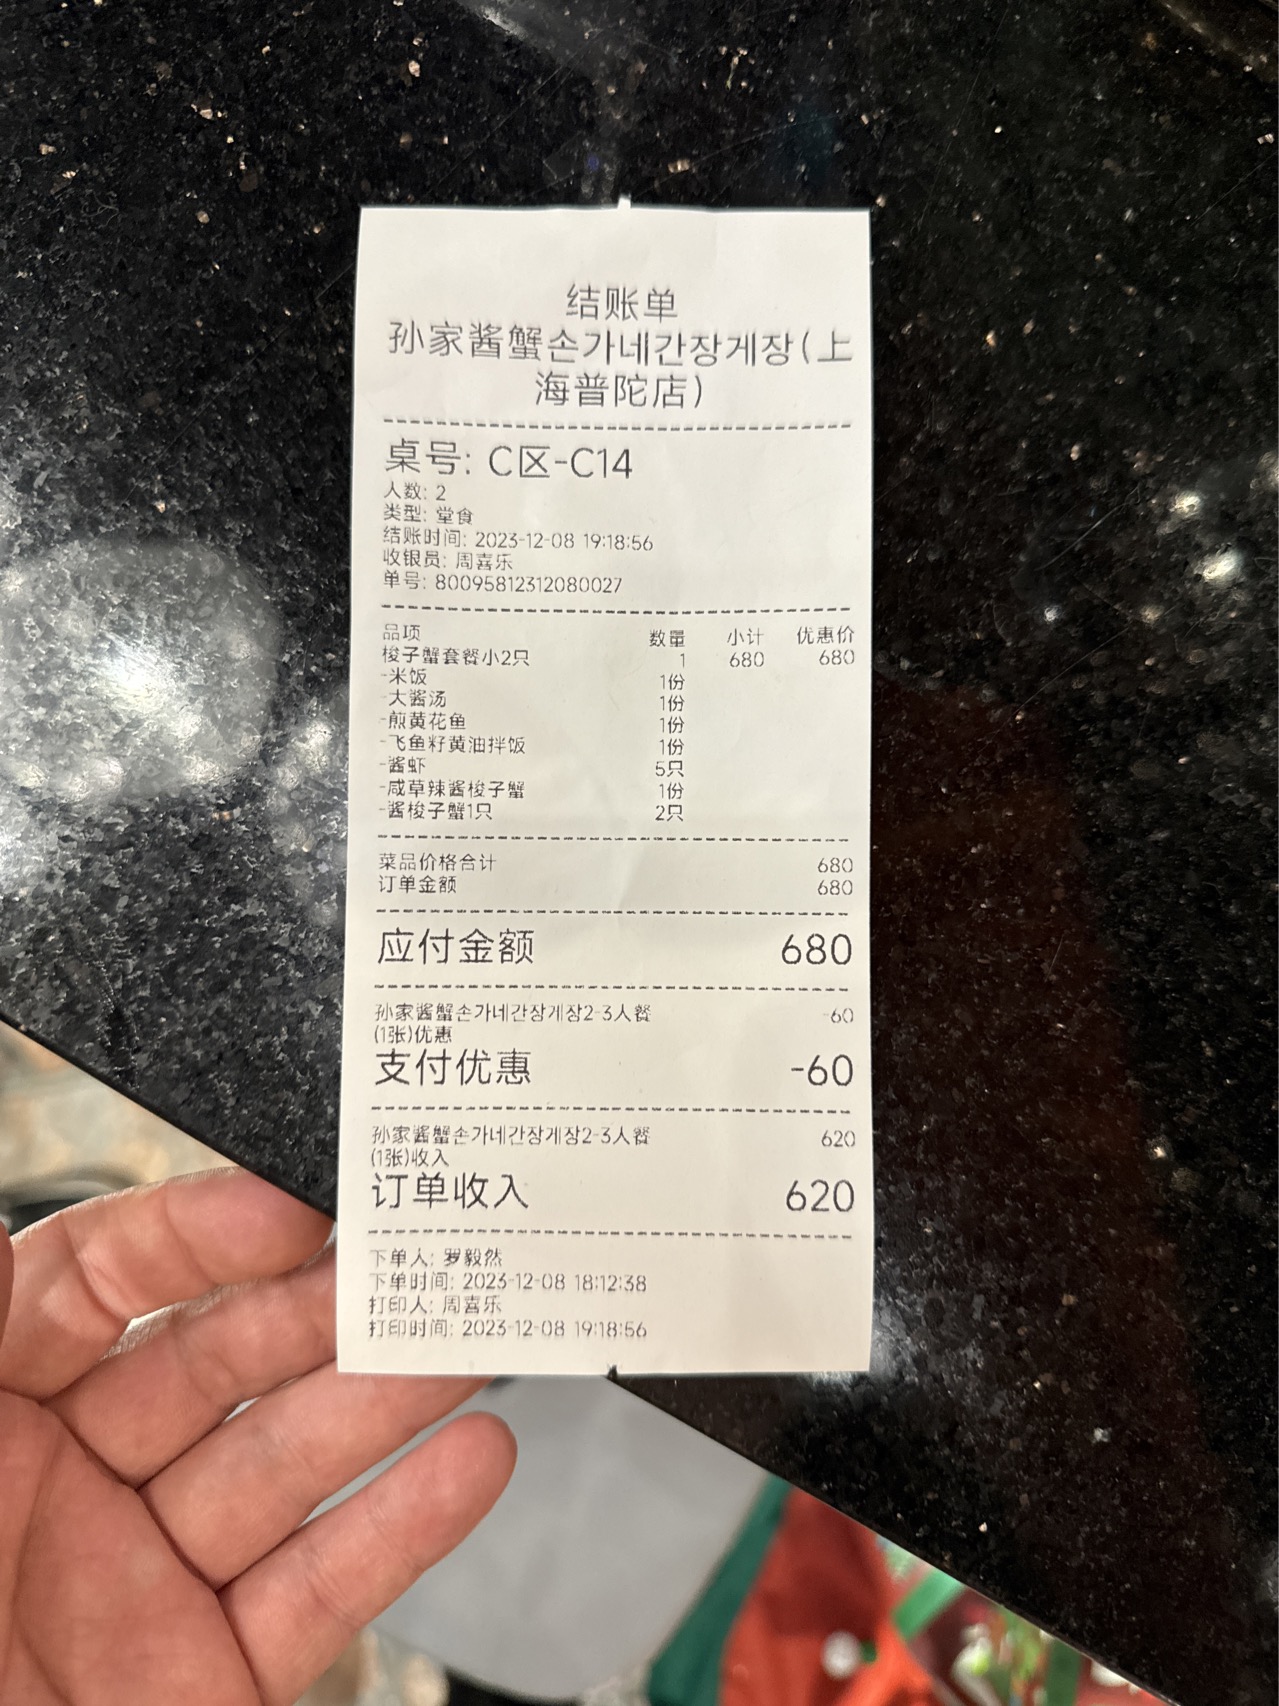 结账单
孙家酱蟹손가네간장게장(上
海普陀店)
桌号: C区-C14
人数: 2
类型: 堂食
结账时间: 2023-12-08 19:18:56
收银员: 周喜乐
单号: 80095812312080027
品项 数量 小计 优惠价
梭子蟹套餐小2只 1 680 680
-米饭 1份
-大酱汤 1份
-煎黄花鱼 1份
-飞鱼籽黄油拌饭 1份
-酱虾 5只
-咸草辣酱梭子蟹 1份
-酱梭子蟹1只 2只
菜品价格合计 680
订单金额 680
应付金额 680
孙家酱蟹손가네간장게장2-3人餐 -60
(1张)优惠
支付优惠 -60
孙家酱蟹손가네간장게장2-3人餐 620
(1张)收入
订单收入 620
下单人: 罗毅然
下单时间: 2023-12-08 18:12:38
打印人: 周喜乐
打印时间: 2023-12-08 19:18:56